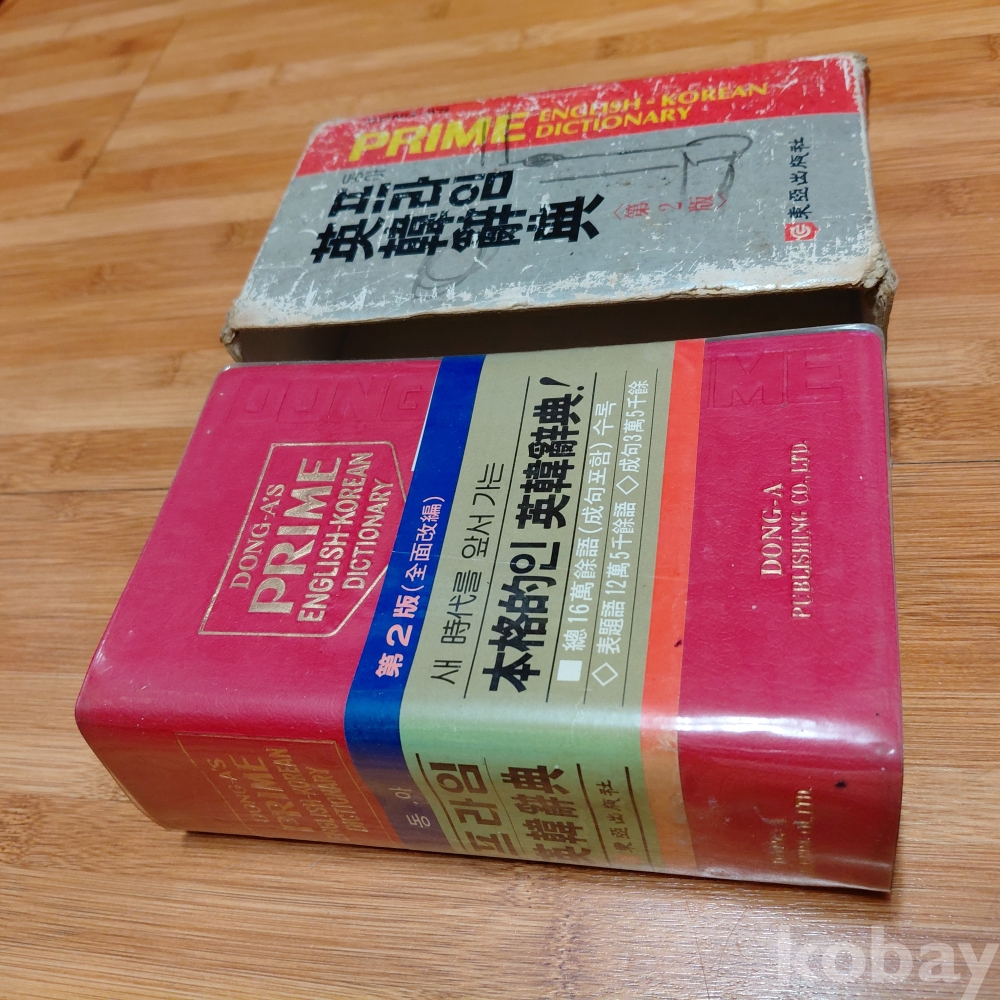 PRIME
ENGLISH-KOREAN
DICTIONARY
프라임
英韓辭典
〈第2版〉
東亞出版社
DONG-A'S
PRIME
ENGLISH-KOREAN
DICTIONARY
第2版(全面改編)
새 時代를 앞서 가는
本格的인 英韓辭典!
■ 總 16萬餘語(成句포함) 수록
◇表題語 12萬5千餘語 ◇成句3萬5千餘
DONG
ME
DONG-A
PUBLISHING CO., LTD.
DONG-A'S
PRIME
ENGLISH-KOREAN
DICTIONARY
동.아
프라임
英韓辭典
東亞出版社
kobay